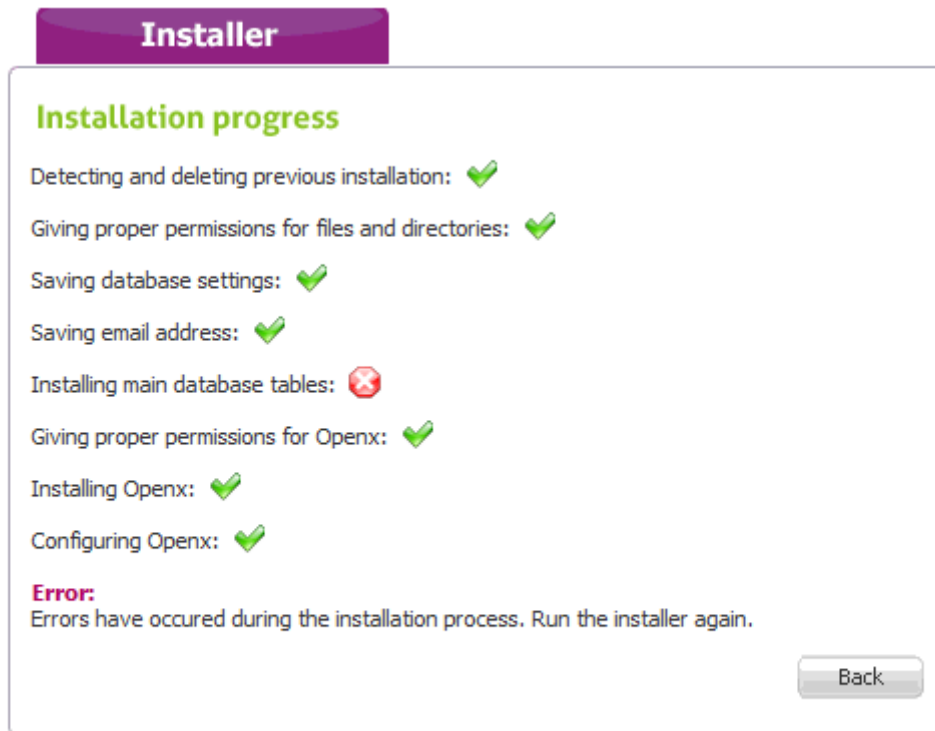 Installer
Installation progress
Detecting and deleting previous installation:
Giving proper permissions for files and directories:
Saving database settings:
Saving email address:
Installing main database tables:
Giving proper permissions for Openx:
Installing Openx:
Configuring Openx:
Error:
Errors have occured during the installation process. Run the installer again.
Back